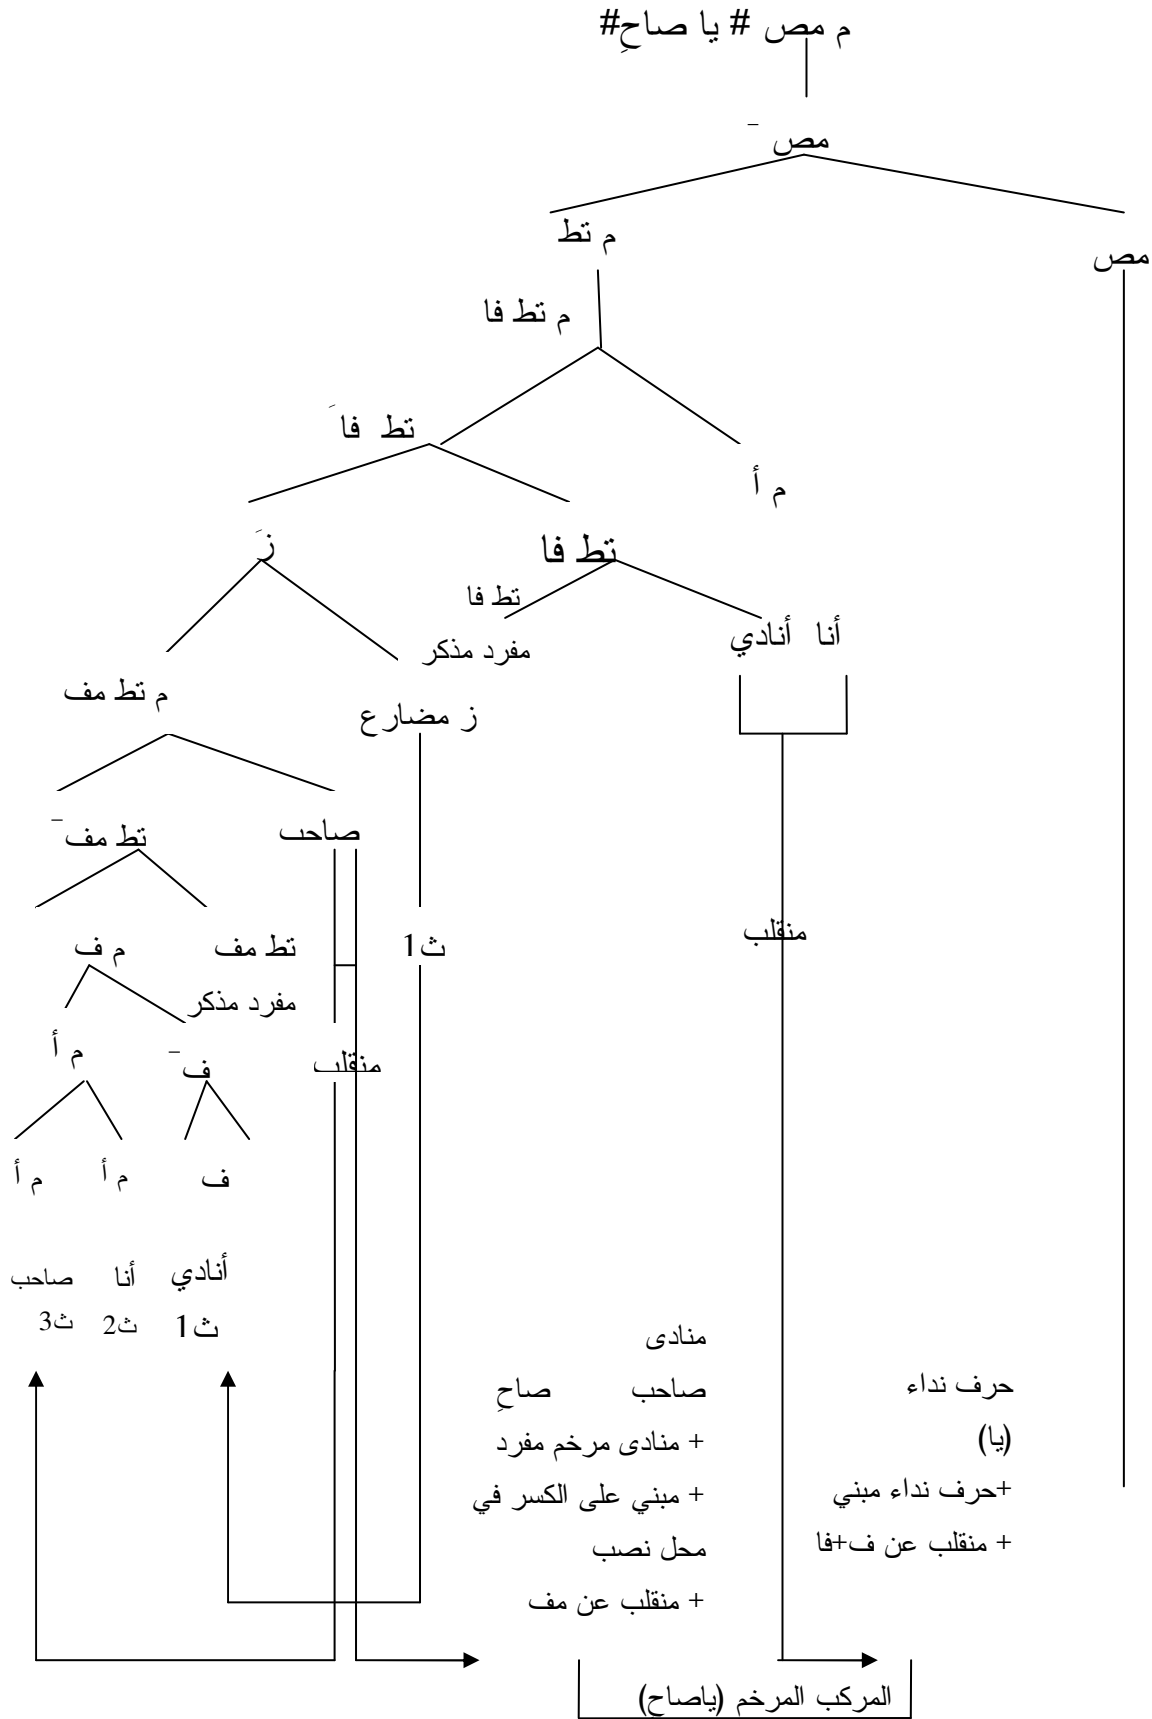 م مص # يا صاحِ#
مص ¯
م تط
مص
م تط فا
تط فا َ
م أ
زَ
تط فا
تط فا
مفرد مذكر
أنا أنادي
م تط مف
ز مضارع
تط مف ¯
صاحب
م ف
تط مف
ث1
منقلب
مفرد مذكر
م أ
ف ¯
منقلب
م أ
م أ
ف
أنادي
أنا
صاحب
ث1
ث2
ث3
منادى
صاحب صاحِ
+ منادى مرخم مفرد
+ مبني على الكسر في
محل نصب
+ منقلب عن مف
حرف نداء
(يا)
+حرف نداء مبني
+ منقلب عن ف+فا
المركب المرخم (ياصاح)